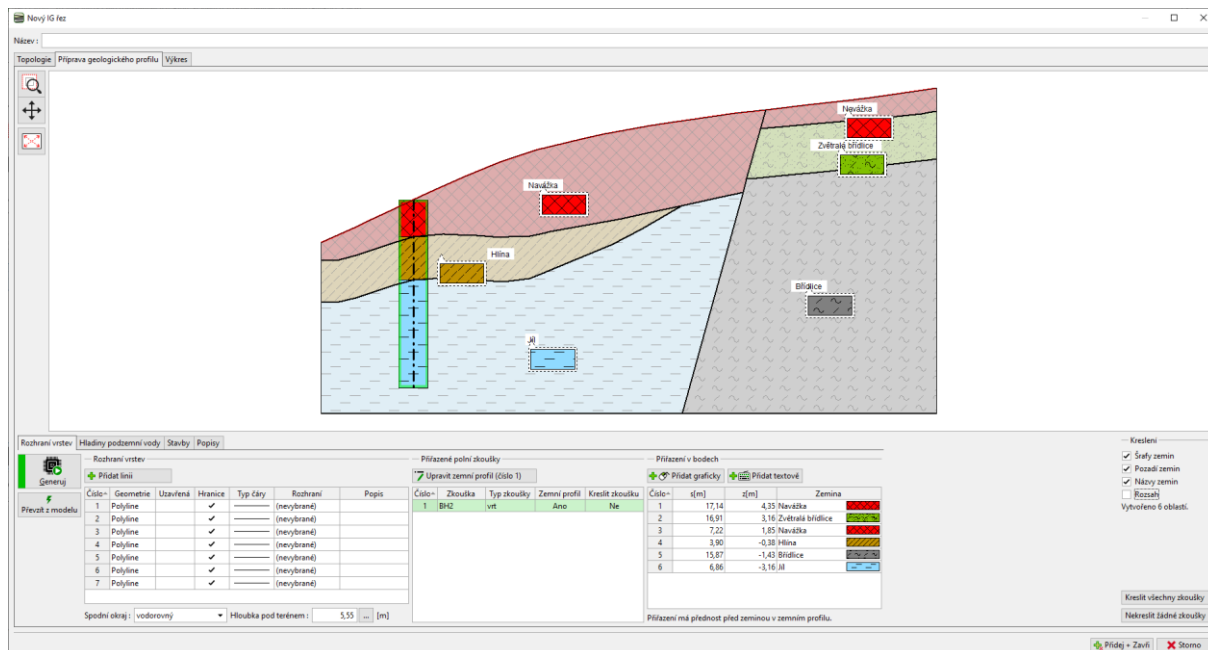 Nový IG řez
Název :
Topologie Příprava geologického profilu Výkres
Navážka
Zvětralá břidlice
Navážka
Hlína
Břidlice
Jíl
Rozhraní vrstev Hladiny podzemní vody Stavby Popisy
Generuj
Převzít z modelu
Rozhraní vrstev
Přidat linii
Číslo Geometrie Uzavřená Hranice Typ čáry Rozhraní Popis
1 Polyline (nevybrané)
2 Polyline (nevybrané)
3 Polyline (nevybrané)
4 Polyline (nevybrané)
5 Polyline (nevybrané)
6 Polyline (nevybrané)
7 Polyline (nevybrané)
Spodní okraj : vodorovný Hloubka pod terénem : 5,55 ... [m]
Přiřazené polní zkoušky
Upravit zemní profil (číslo 1)
Číslo Zkouška Typ zkoušky Zemní profil Kreslit zkoušku
1 BH2 vrt Ano Ne
Přiřazení v bodech
Přidat graficky Přidat textově
Číslo s[m] z[m] Zemina
1 17,14 4,35 Navážka
2 16,91 3,16 Zvětralá břidlice
3 7,22 1,85 Navážka
4 3,90 -0,38 Hlína
5 15,87 -1,43 Břidlice
6 6,86 -3,16 Jíl
Přiřazení má přednost před zeminou v zemním profilu.
Kreslení
Šrafy zemin
Pozadí zemin
Názvy zemin
Rozsah
Vytvořeno 6 oblastí.
Kreslit všechny zkoušky
Nekreslit žádné zkoušky
Přidej + Zavři Storno